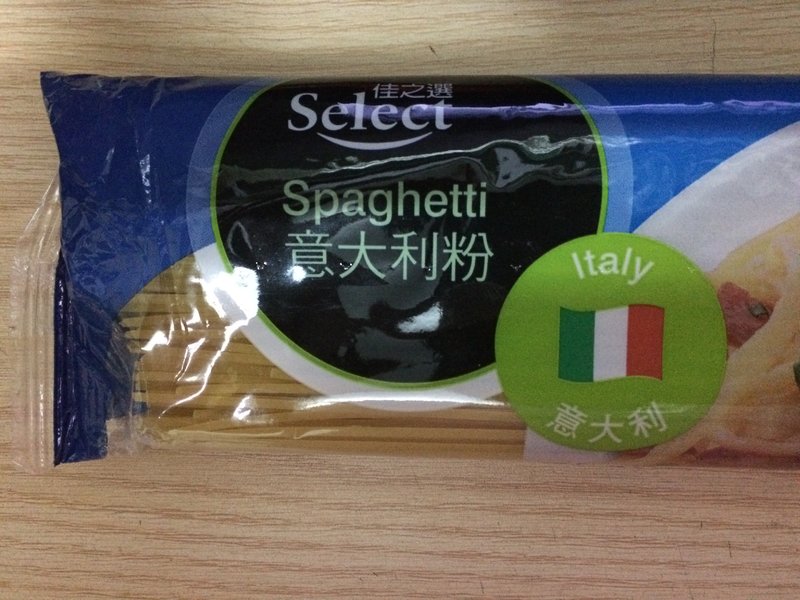 佳之選
Select
Spaghetti
意大利粉
Italy
意大利